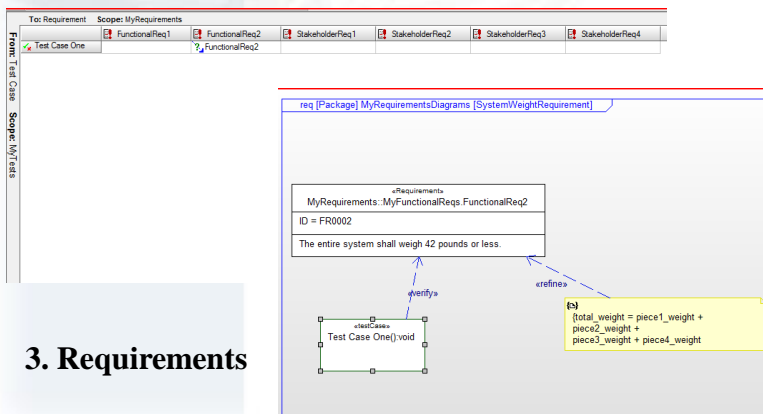 To: Requirement Scope: MyRequirements
FunctionalReq1 FunctionalReq2 StakeholderReq1 StakeholderReq2 StakeholderReq3 StakeholderReq4
From: Test Case Scope: MyTests
Test Case One FunctionalReq2
req [Package] MyRequirementsDiagrams [SystemWeightRequirement]
«Requirement»
MyRequirements::MyFunctionalReqs.FunctionalReq2
ID = FR0002
The entire system shall weigh 42 pounds or less.
«verify»
«refine»
«testCase»
Test Case One():void
{total_weight = piece1_weight +
piece2_weight +
piece3_weight + piece4_weight
3. Requirements